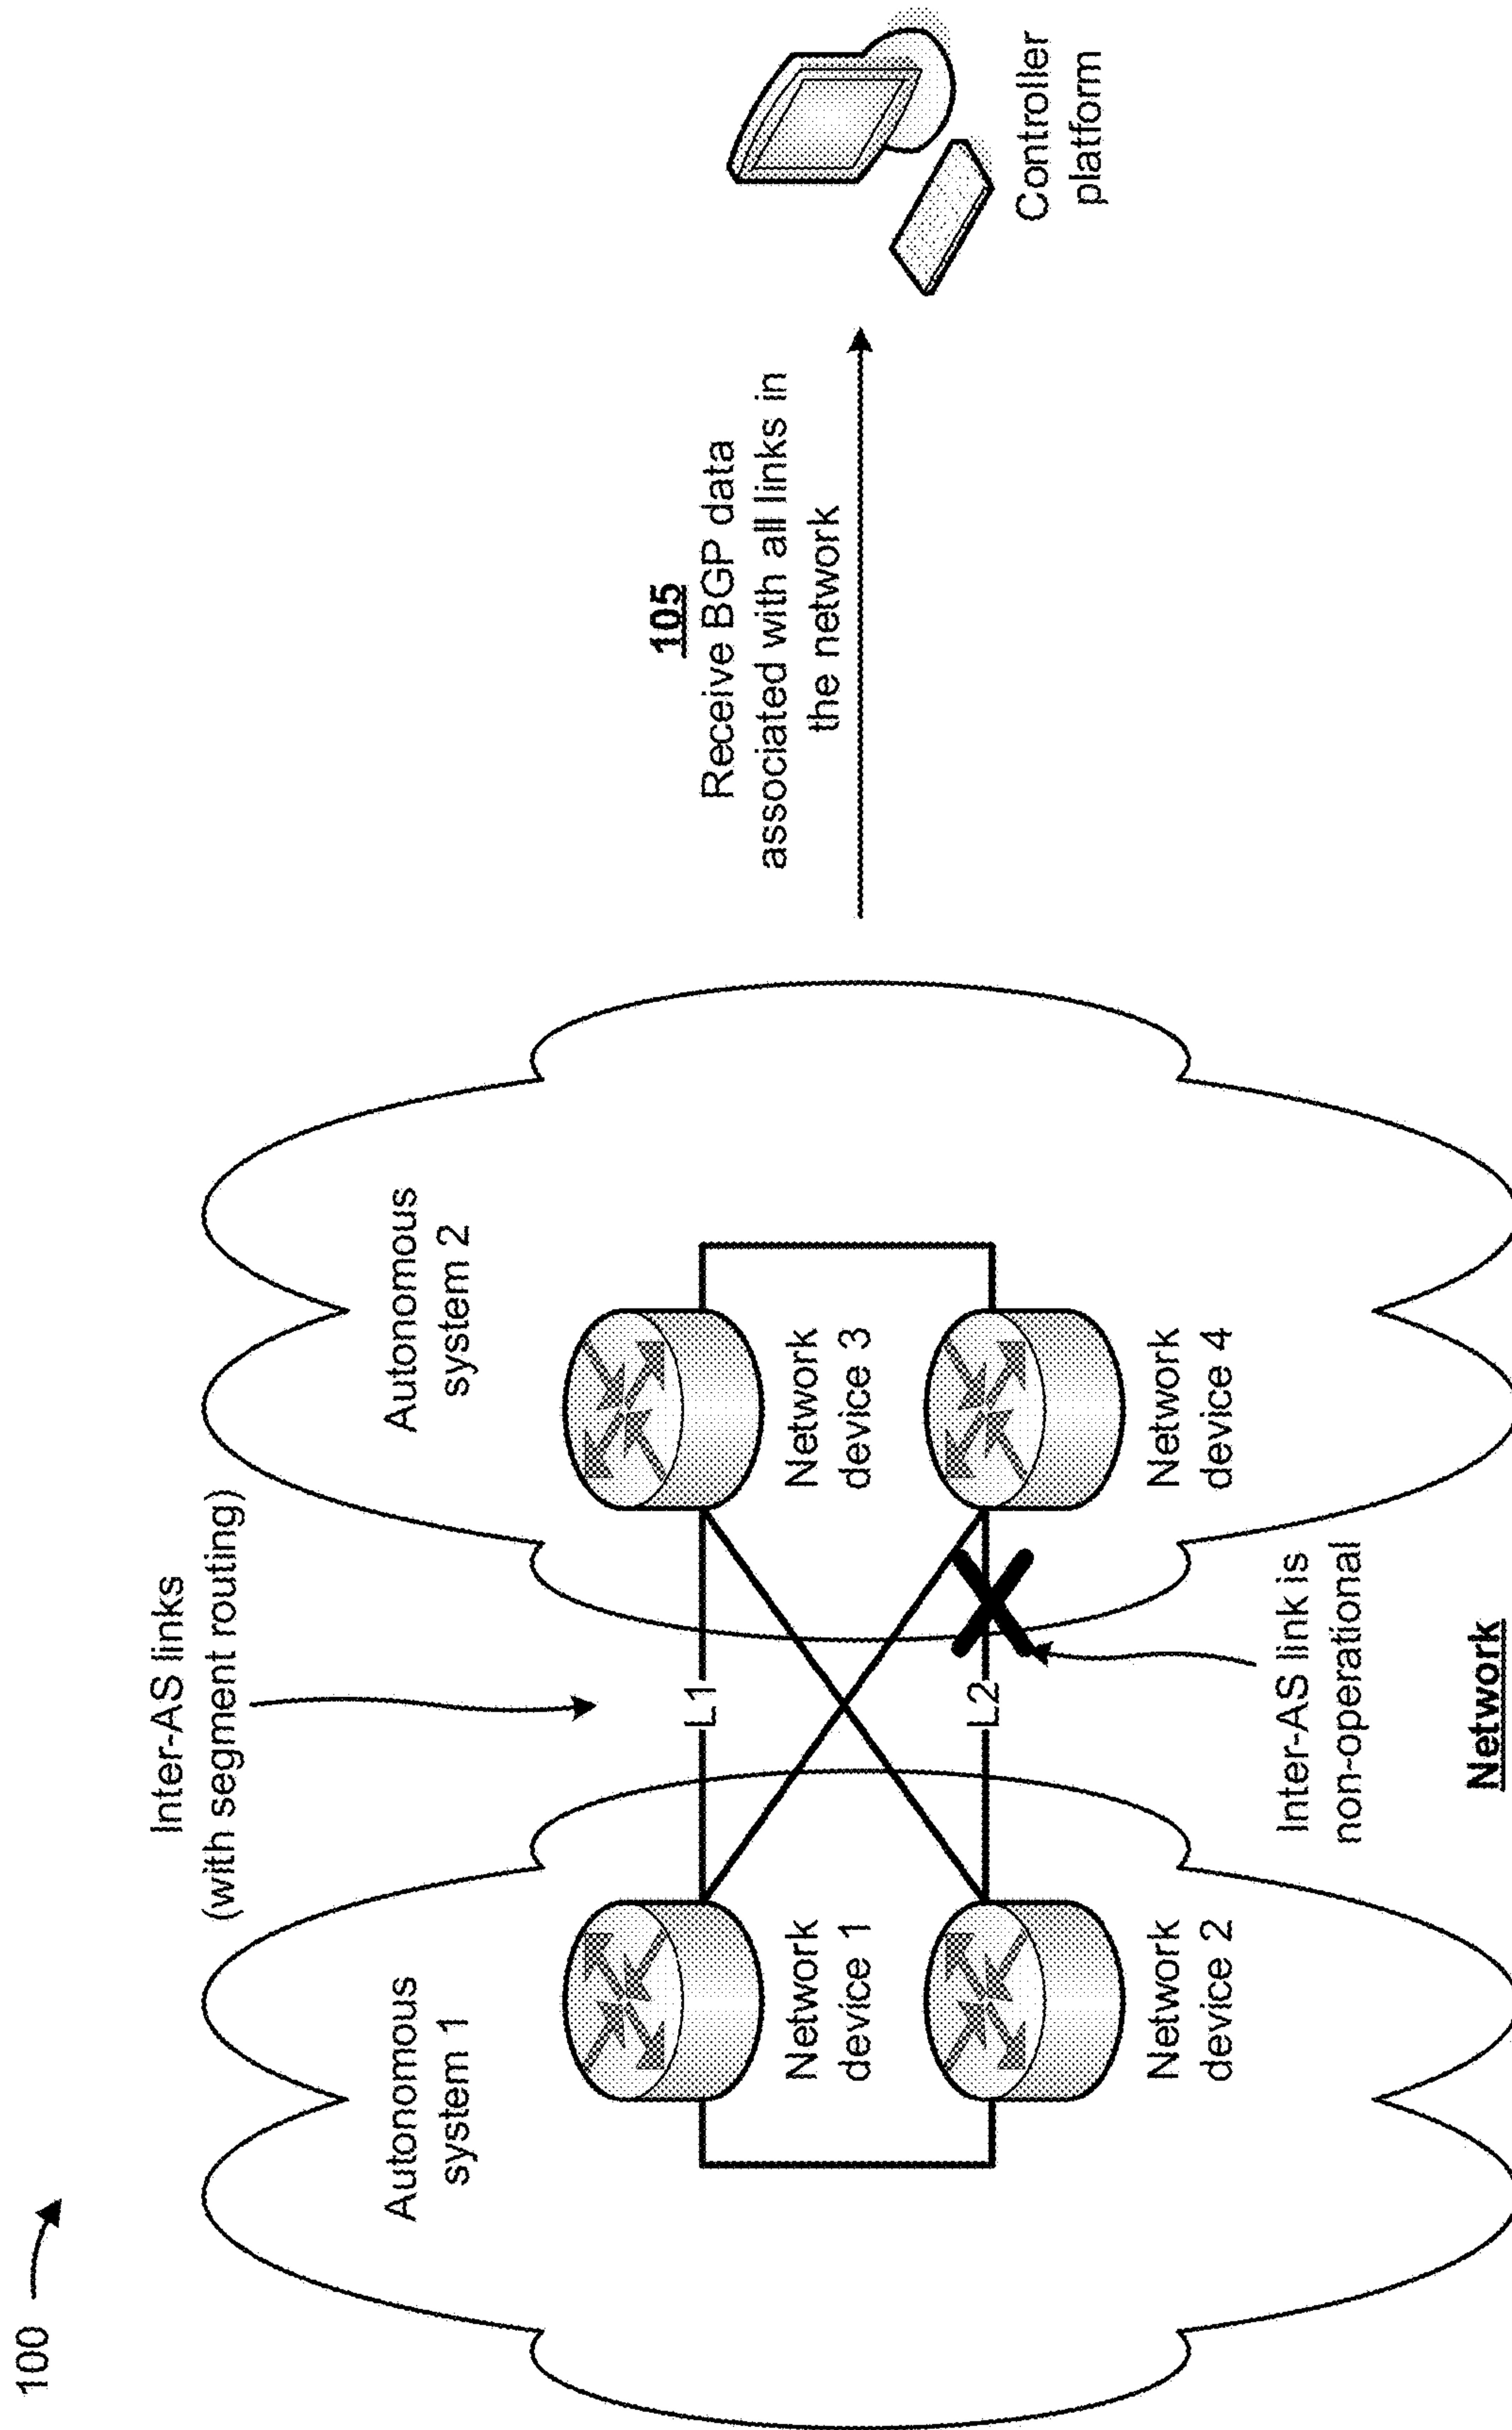 100
Inter-AS links
(with segment routing)
Autonomous
system 1
Autonomous
system 2
Network
device 1
L1
Network
device 3
Network
device 2
L2
Network
device 4
Inter-AS link is
non-operational
Network
105
Receive BGP data
associated with all links in
the network
Controller
platform